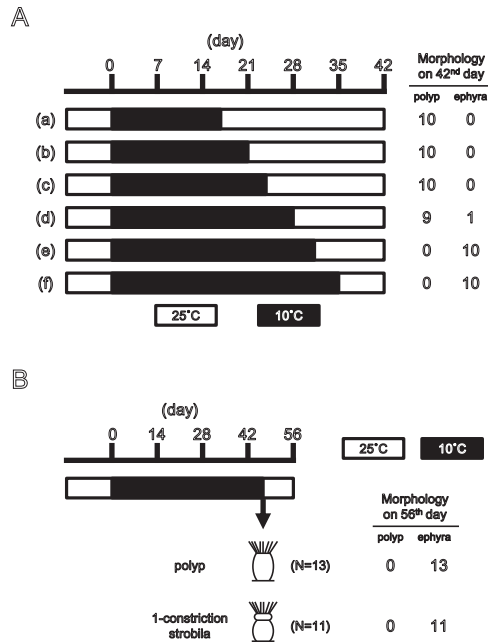 A
(day)
Morphology
on 42nd day
0 7 14 21 28 35 42
polyp ephyra
(a) 10 0
(b) 10 0
(c) 10 0
(d) 9 1
(e) 0 10
(f) 0 10
25˚C 10˚C
B
(day)
0 14 28 42 56
25˚C 10˚C
Morphology
on 56th day
polyp ephyra
polyp (N=13) 0 13
1-constriction
strobila (N=11) 0 11